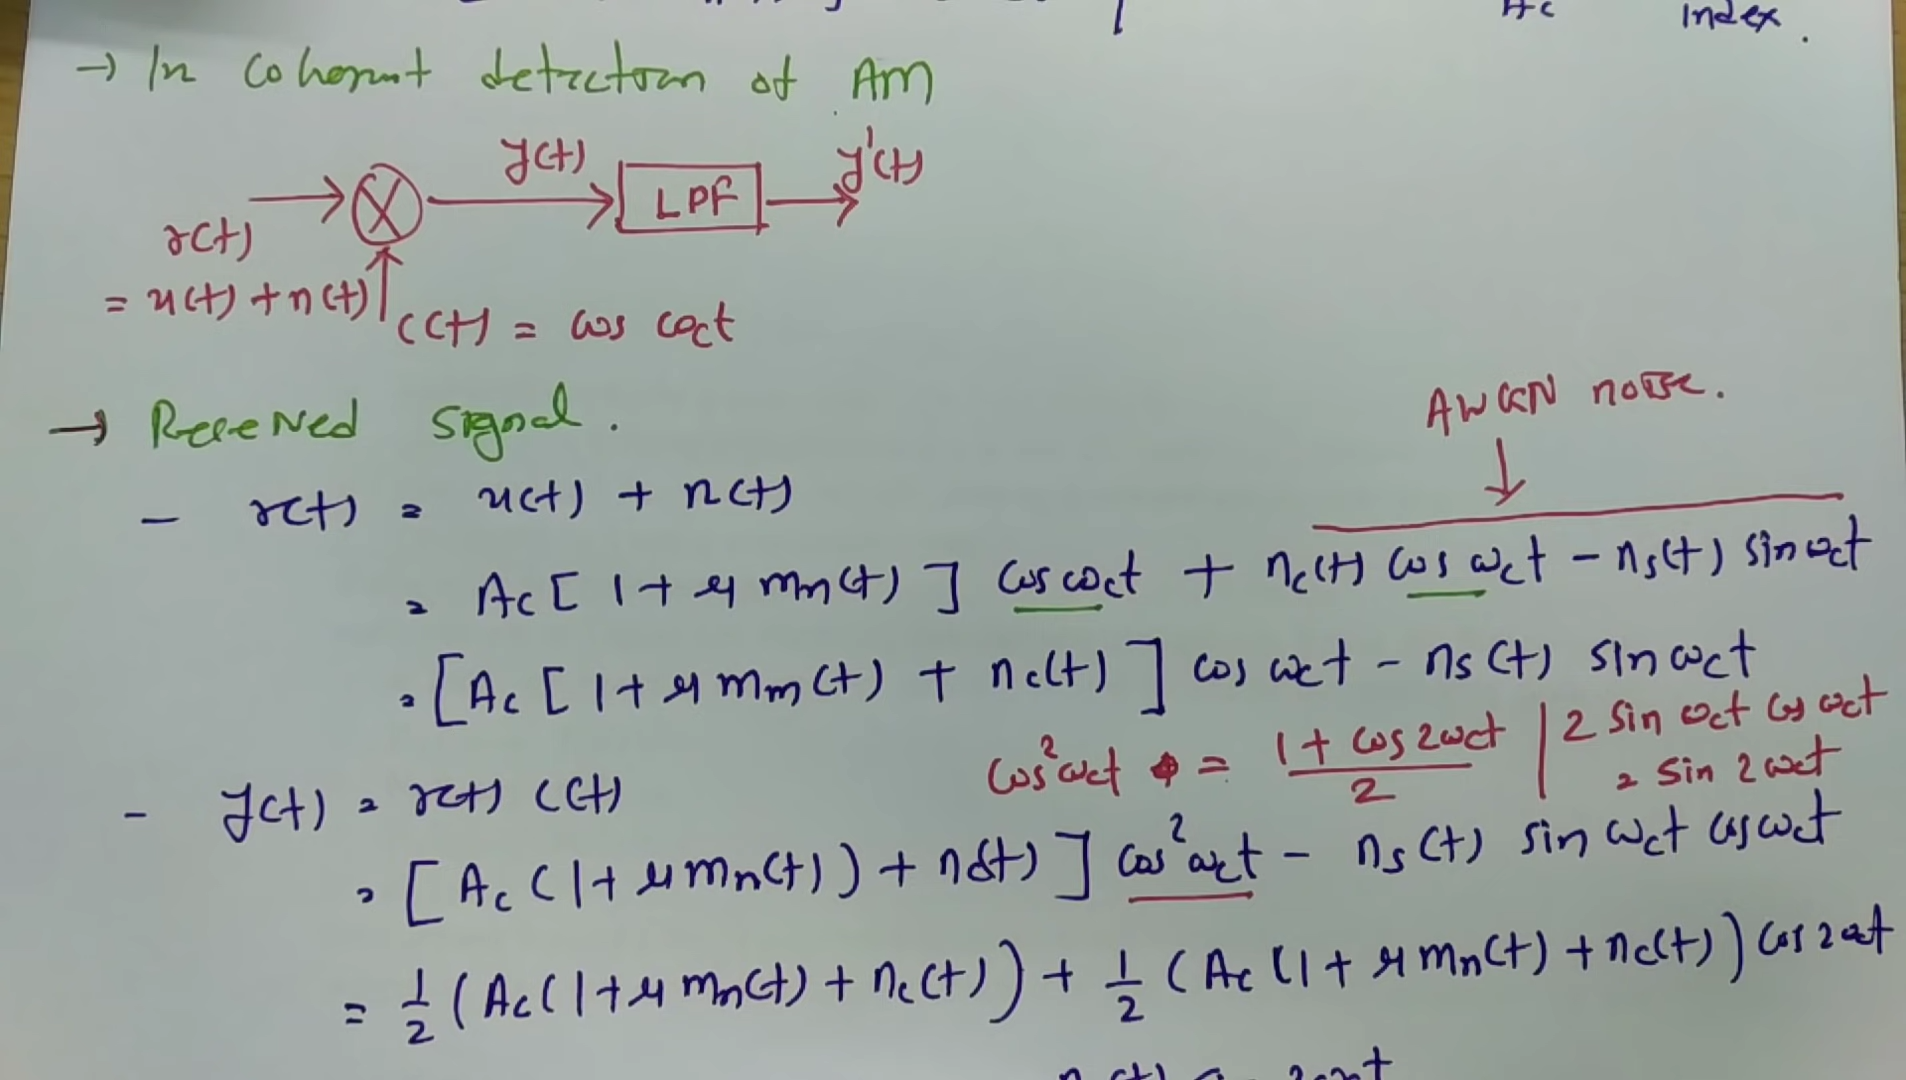 Ac Index.
→ In Coherent detection of AM
r(t) y(t) LPF y'(t)
= u(t) + n(t) c(t) = cos ωct
→ Received signal.
AWGN noise.
- r(t) = u(t) + n(t)
= Ac [ 1 + μ mn(t) ] cos ωct + nc(t) cos ωct - ns(t) sin ωct
= [ Ac [ 1 + μ mn(t) + nc(t) ] cos ωct - ns(t) sin ωct
cos²ωct = (1 + cos 2ωct)/2 | 2 sin ωct cos ωct
= sin 2ωct
- y(t) = r(t) c(t)
= [ Ac ( 1 + μ mn(t) ) + nc(t) ] cos²ωct - ns(t) sin ωct cos ωct
= 1/2 ( Ac ( 1 + μ mn(t) + nc(t) ) ) + 1/2 ( Ac ( 1 + μ mn(t) + nc(t) ) cos 2ωct